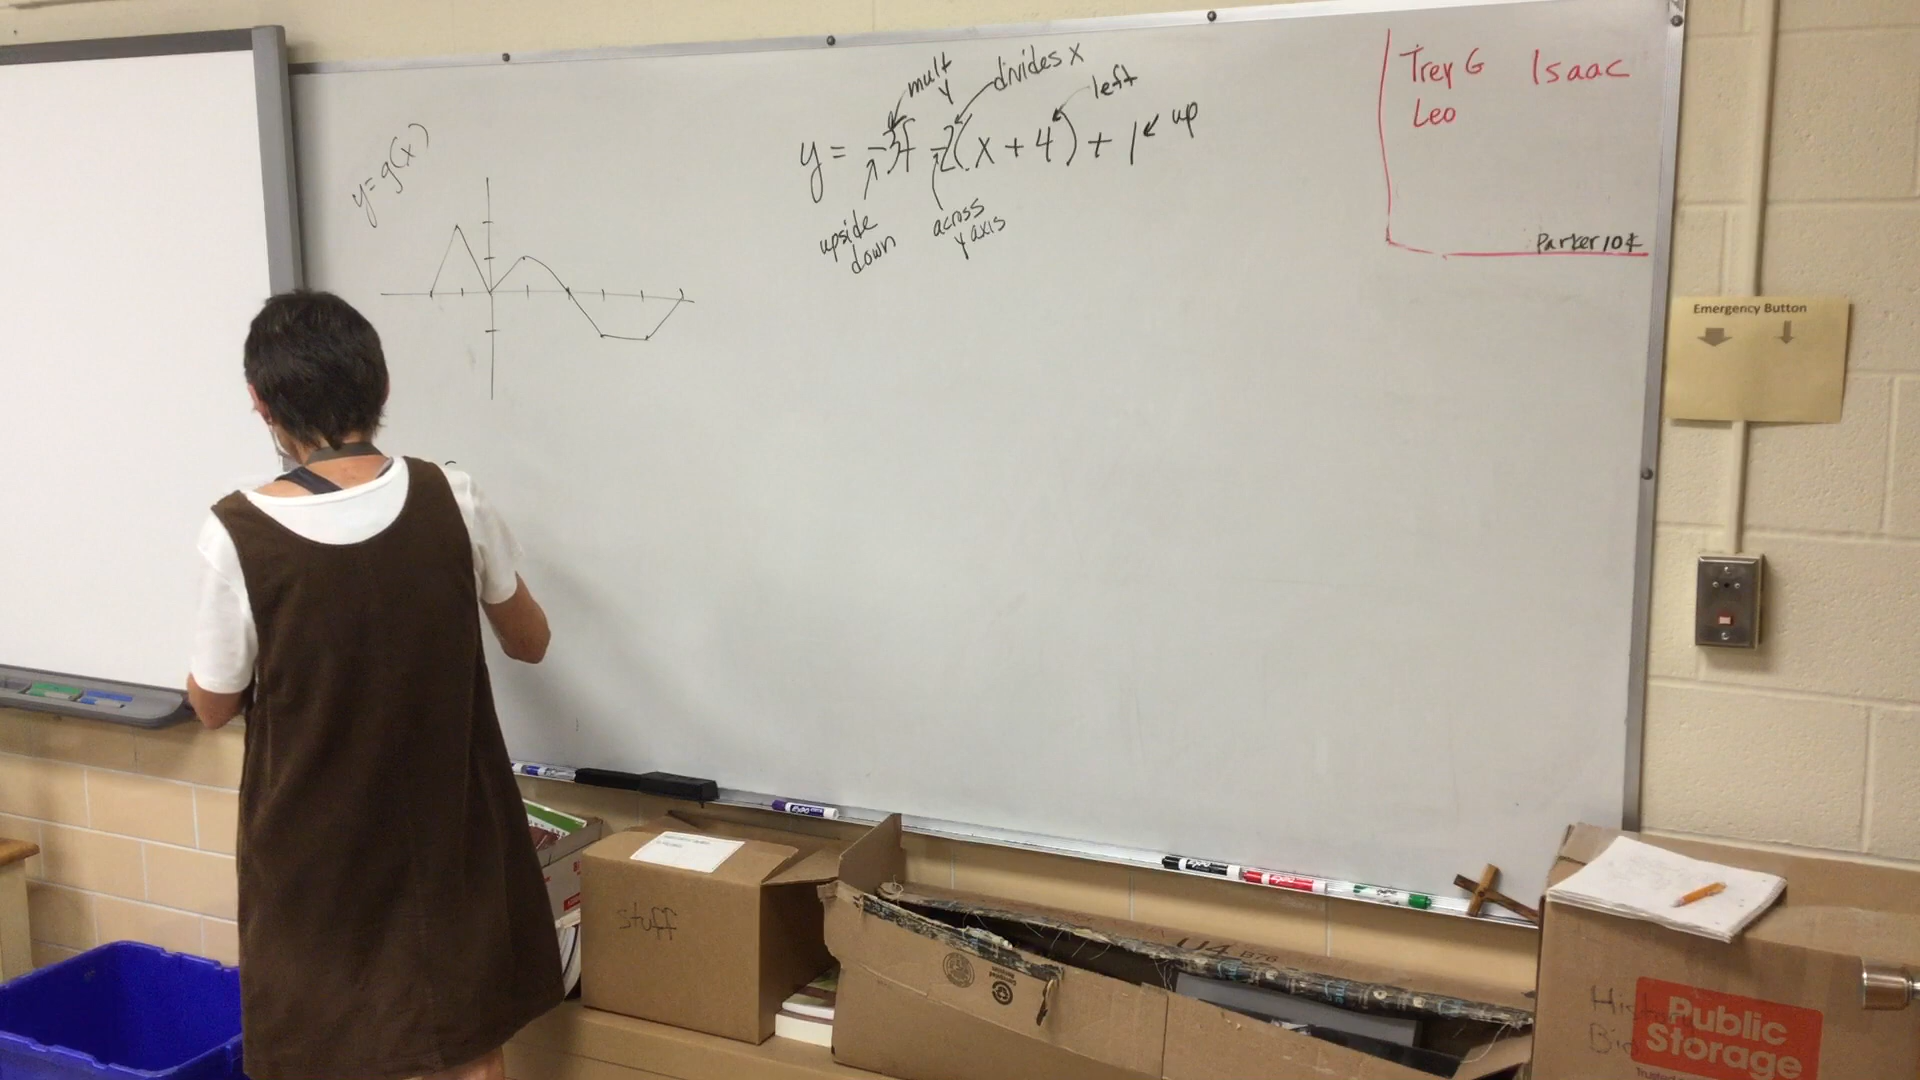 y = g(x)
mult
y
divides x
left
up
y = -3f -2(x + 4) + 1
upside
down
across
y axis
Trey G Isaac
Leo
Parker 10¢
Emergency Button
stuff
Public
Storage